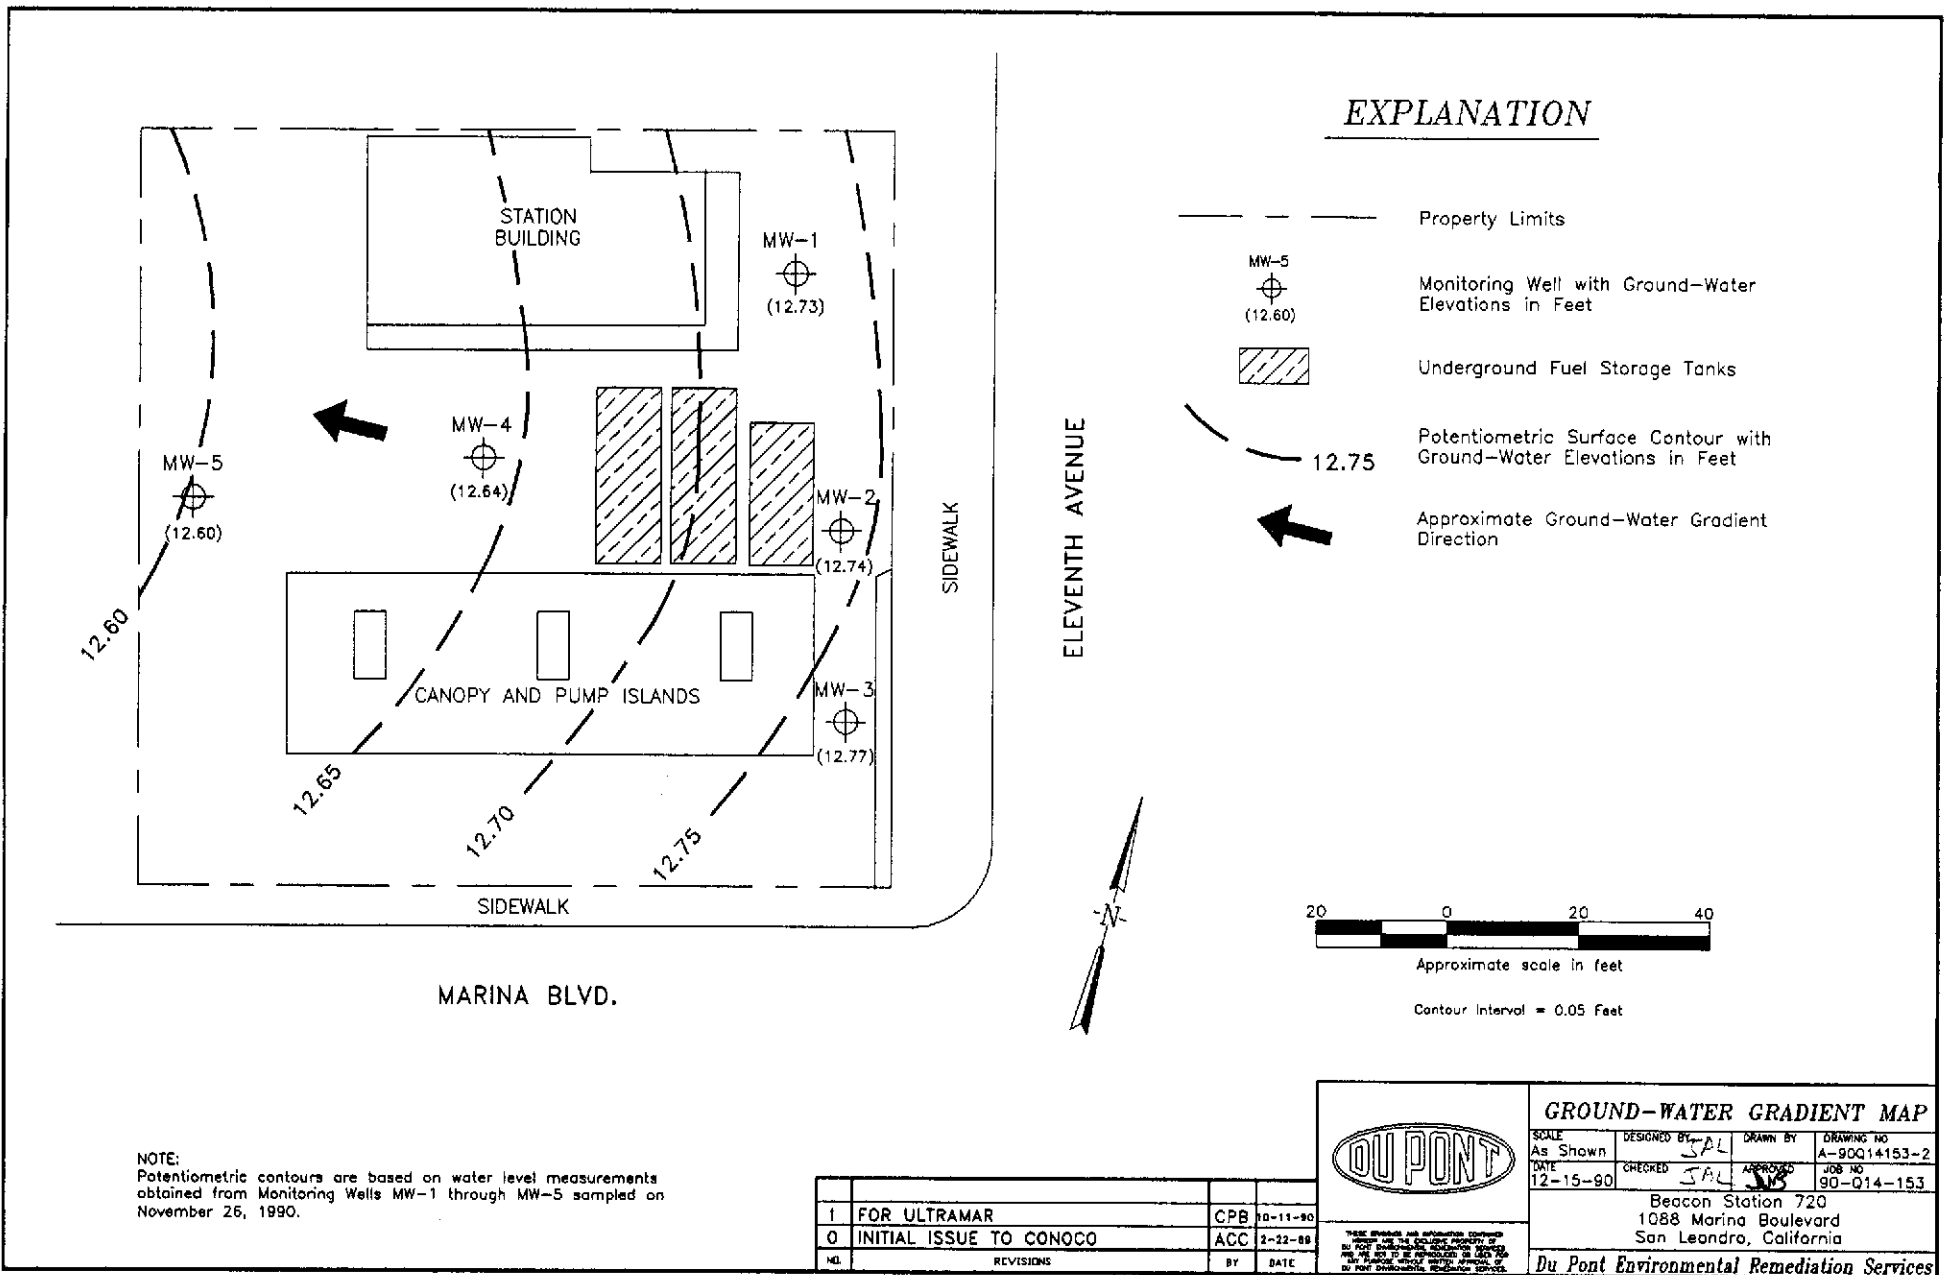 EXPLANATION
Property Limits
MW-5
(12.60)
Monitoring Well with Ground-Water
Elevations in Feet
Underground Fuel Storage Tanks
12.75
Potentiometric Surface Contour with
Ground-Water Elevations in Feet
Approximate Ground-Water Gradient
Direction
STATION
BUILDING
MW-1
(12.73)
MW-4
(12.64)
MW-5
(12.60)
MW-2
(12.74)
MW-3
(12.77)
CANOPY AND PUMP ISLANDS
12.60
12.65
12.70
12.75
SIDEWALK
SIDEWALK
ELEVENTH AVENUE
MARINA BLVD.
-N-
20 0 20 40
Approximate scale in feet
Contour Interval = 0.05 Feet
NOTE:
Potentiometric contours are based on water level measurements
obtained from Monitoring Wells MW-1 through MW-5 sampled on
November 26, 1990.
1 FOR ULTRAMAR CPB 10-11-90
0 INITIAL ISSUE TO CONOCO ACC 2-22-89
NO. REVISIONS BY DATE
DU PONT
GROUND-WATER GRADIENT MAP
SCALE
As Shown
DESIGNED BY JAL
DRAWN BY
DRAWING NO
A-90Q14153-2
DATE
12-15-90
CHECKED JAL
APPROVED
JOB NO
90-Q14-153
Beacon Station 720
1088 Marina Boulevard
San Leandro, California
Du Pont Environmental Remediation Services